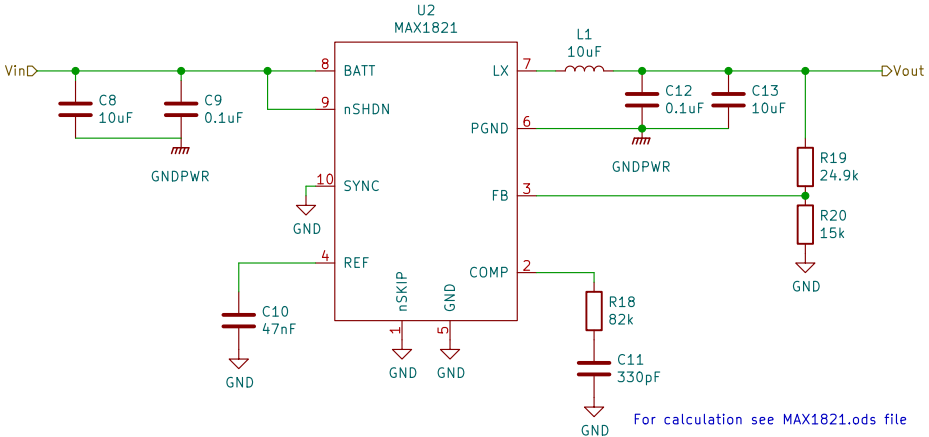 U2
MAX1821
Vin
8
BATT
LX
7
L1
10uF
Vout
C8
10uF
C9
0.1uF
9
nSHDN
C12
0.1uF
C13
10uF
GNDPWR
PGND
6
GNDPWR
R19
24.9k
10
SYNC
GND
FB
3
R20
15k
GND
4
REF
COMP
2
C10
47nF
GND
nSKIP
GND
1
5
GND
GND
R18
82k
C11
330pF
GND
For calculation see MAX1821.ods file